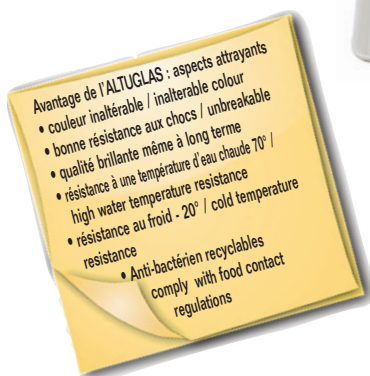 Avantage de l'ALTUGLAS : aspects attrayants
• couleur inaltérable / inalterable colour
• bonne résistance aux chocs / unbreakable
• qualité brillante même à long terme
• résistance à une température d'eau chaude 70° /
high water temperature resistance
• résistance au froid - 20° / cold temperature
resistance
• Anti-bactérien recyclables
comply with food contact
regulations